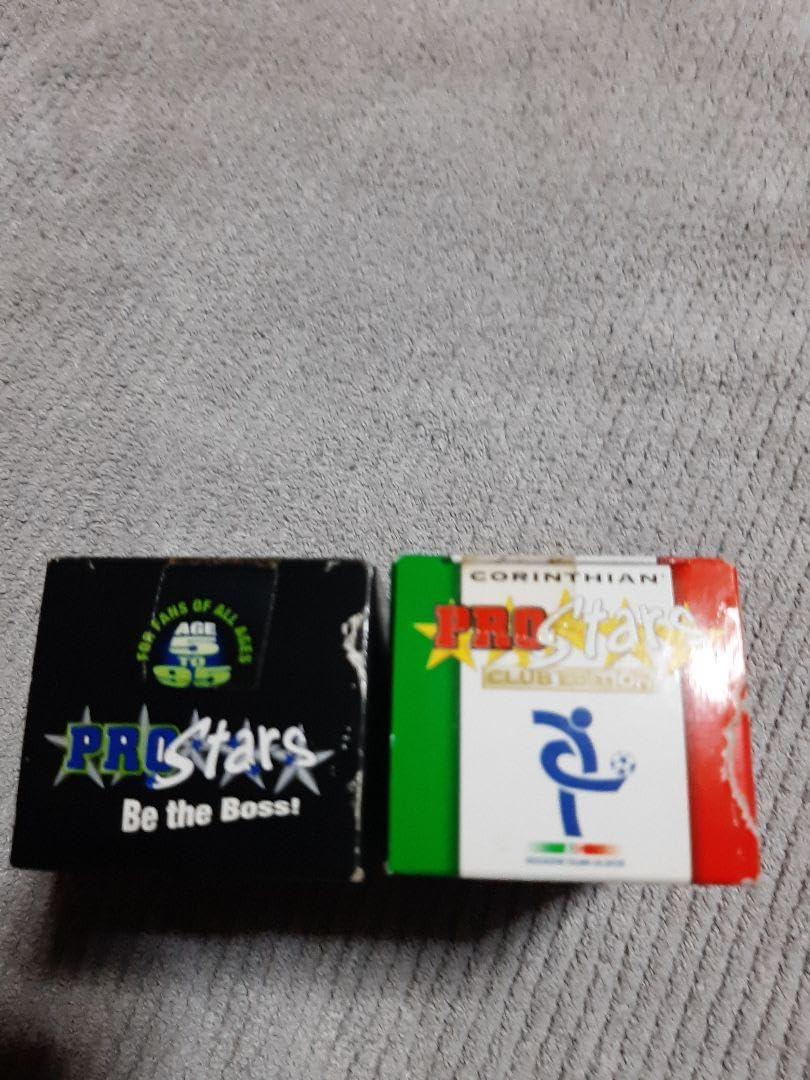 FOR FANS OF ALL AGES
AGE
5
TO
95
PRO Stars
Be the Boss!
CORINTHIAN
PRO Stars
CLUB EDITION